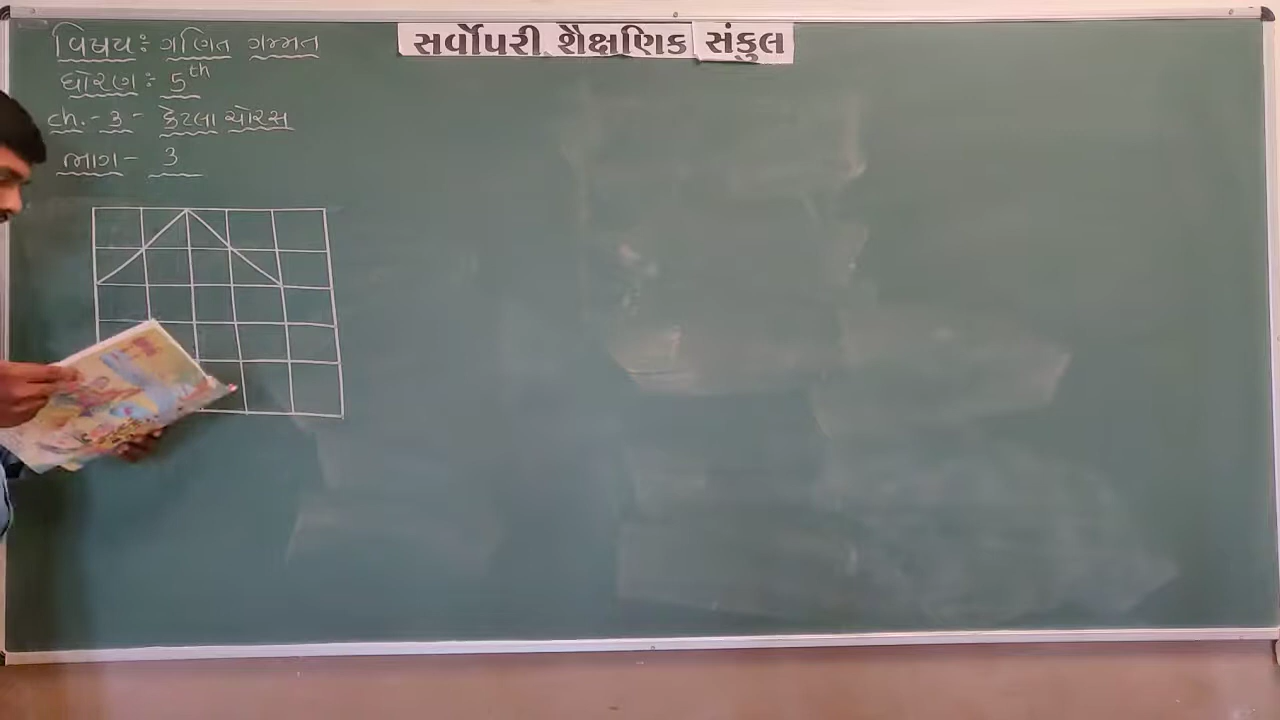 સર્વોપરી શૈક્ષણિક સંકુલ
વિષય: ગણિત ગમ્મત
ધોરણ: 5th
ch.- 3 - કેટલા ચોરસ
ભાગ- 3